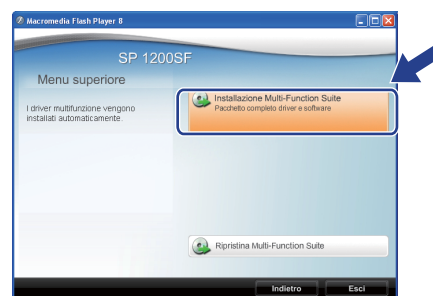 Macromedia Flash Player 8
SP 1200SF
Menu superiore
I driver multifunzione vengono
installati automaticamente.
Installazione Multi-Function Suite
Pacchetto completo driver e software
Ripristina Multi-Function Suite
Indietro
Esci